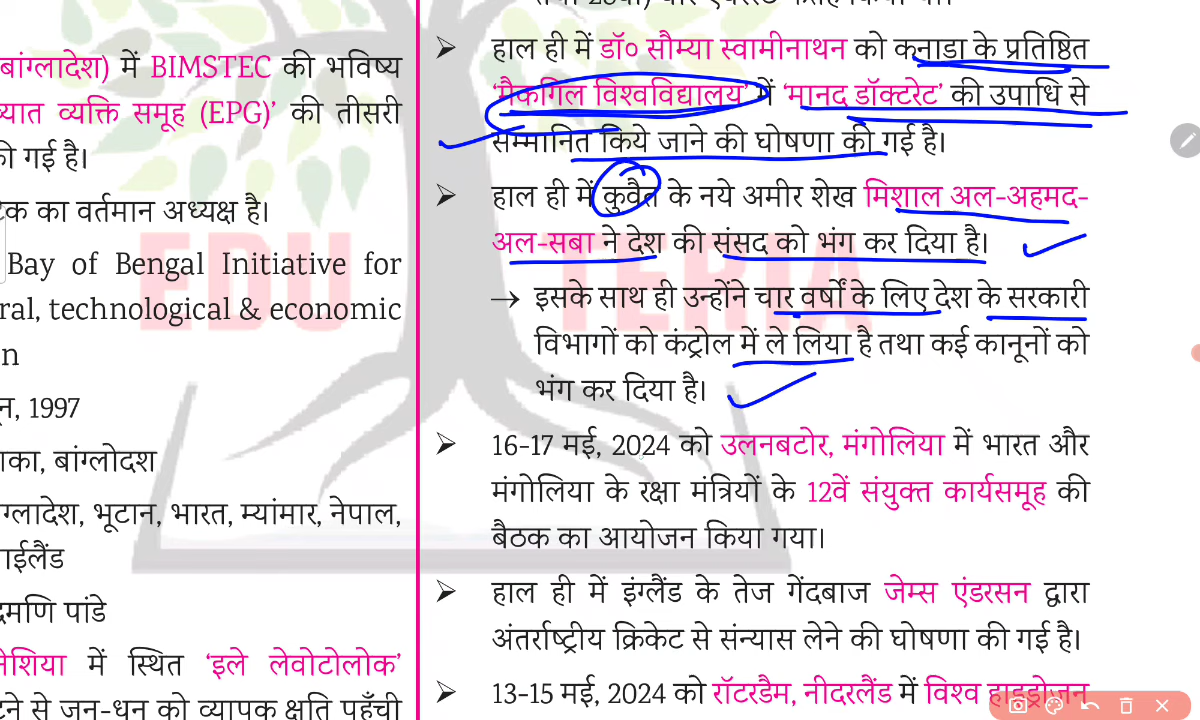 बांग्लादेश) में BIMSTEC की भविष्य
व्यक्ति समूह (EPG)’ की तीसरी
गई है।
का वर्तमान अध्यक्ष है।
Bay of Bengal Initiative for
technological & economic
1997
बांग्लोदश
भूटान, भारत, म्यांमार, नेपाल,
पांडे
में स्थित ‘इले लेवोटोलोक’
से जन-धन को व्यापक क्षति पहुँची
➤ हाल ही में डॉ० सौम्या स्वामीनाथन को कनाडा के प्रतिष्ठित
‘मैकगिल विश्वविद्यालय’ में ‘मानद डॉक्टरेट’ की उपाधि से
सम्मानित किये जाने की घोषणा की गई है।
➤ हाल ही में कुवैत के नये अमीर शेख मिशाल अल-अहमद-
अल-सबा ने देश की संसद को भंग कर दिया है।
→ इसके साथ ही उन्होंने चार वर्षों के लिए देश के सरकारी
विभागों को कंट्रोल में ले लिया है तथा कई कानूनों को
भंग कर दिया है।
➤ 16-17 मई, 2024 को उलनबटोर, मंगोलिया में भारत और
मंगोलिया के रक्षा मंत्रियों के 12वें संयुक्त कार्यसमूह की
बैठक का आयोजन किया गया।
➤ हाल ही में इंग्लैंड के तेज गेंदबाज जेम्स एंडरसन द्वारा
अंतर्राष्ट्रीय क्रिकेट से संन्यास लेने की घोषणा की गई है।
➤ 13-15 मई, 2024 को रॉटरडैम, नीदरलैंड में विश्व हाइड्रोजन
EDU TERIA